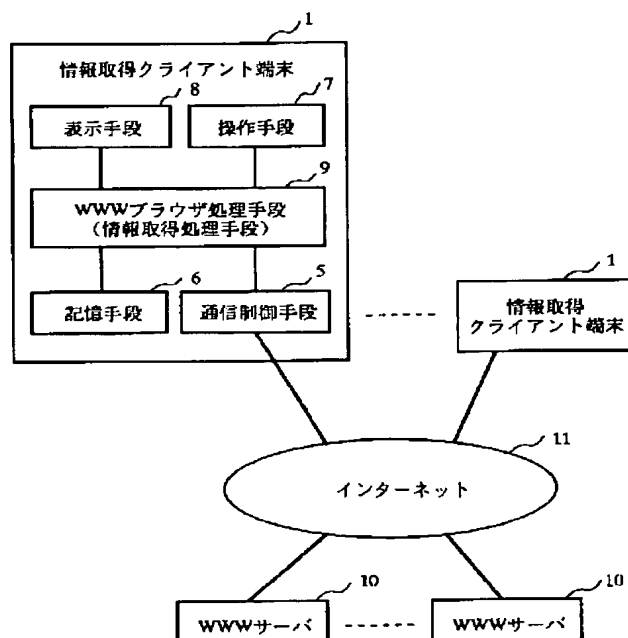 1
情報取得クライアント端末
8
7
表示手段
操作手段
9
WWWブラウザ処理手段
(情報取得処理手段)
6
5
記憶手段
通信制御手段
1
情報取得
クライアント端末
11
インターネット
10
10
WWWサーバ
WWWサーバ